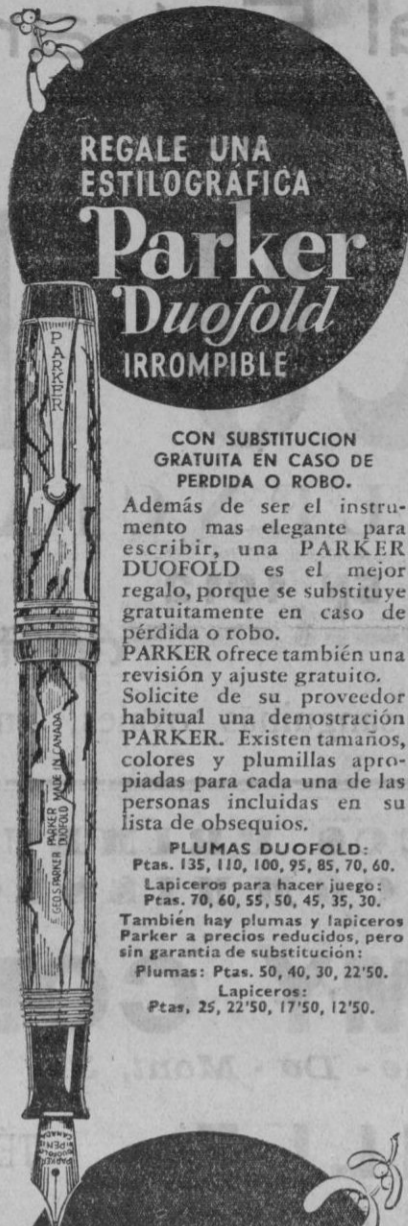 REGALE UNA
ESTILOGRAFICA
Parker
Duofold
IRROMPIBLE
PARKER
CON SUBSTITUCION
GRATUITA EN CASO DE
PERDIDA O ROBO.
Además de ser el instru-
mento mas elegante para
escribir, una PARKER
DUOFOLD es el mejor
regalo, porque se substituye
gratuitamente en caso de
pérdida o robo.
PARKER ofrece también una
revisión y ajuste gratuito.
Solicite de su proveedor
habitual una demostración
PARKER. Existen tamaños,
colores y plumillas apro-
piadas para cada una de las
personas incluidas en su
lista de obsequios.
PLUMAS DUOFOLD:
Ptas. 135, 110, 100, 95, 85, 70, 60.
Lapiceros para hacer juego:
Ptas. 70, 60, 55, 50, 45, 35, 30.
También hay plumas y lapiceros
Parker a precios reducidos, pero
sin garantia de substitución:
Plumas: Ptas. 50, 40, 30, 22'50.
Lapiceros:
Ptas, 25, 22'50, 17'50, 12'50.
GEO.S.PARKER PARKER MADE IN CANADA
DUOFOLD
PARKER
DUOFOLD
PEN
CANADA